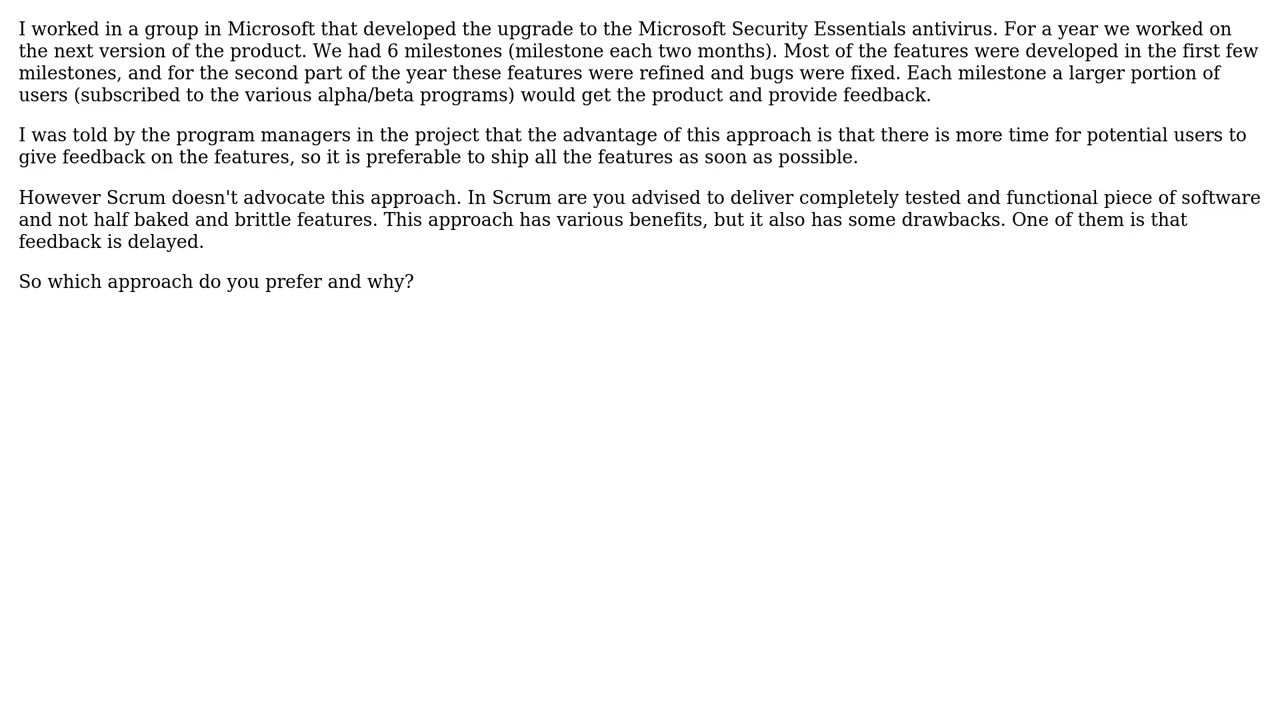 I worked in a group in Microsoft that developed the upgrade to the Microsoft Security Essentials antivirus. For a year we worked on
the next version of the product. We had 6 milestones (milestone each two months). Most of the features were developed in the first few
milestones, and for the second part of the year these features were refined and bugs were fixed. Each milestone a larger portion of
users (subscribed to the various alpha/beta programs) would get the product and provide feedback.
I was told by the program managers in the project that the advantage of this approach is that there is more time for potential users to
give feedback on the features, so it is preferable to ship all the features as soon as possible.
However Scrum doesn't advocate this approach. In Scrum are you advised to deliver completely tested and functional piece of software
and not half baked and brittle features. This approach has various benefits, but it also has some drawbacks. One of them is that
feedback is delayed.
So which approach do you prefer and why?